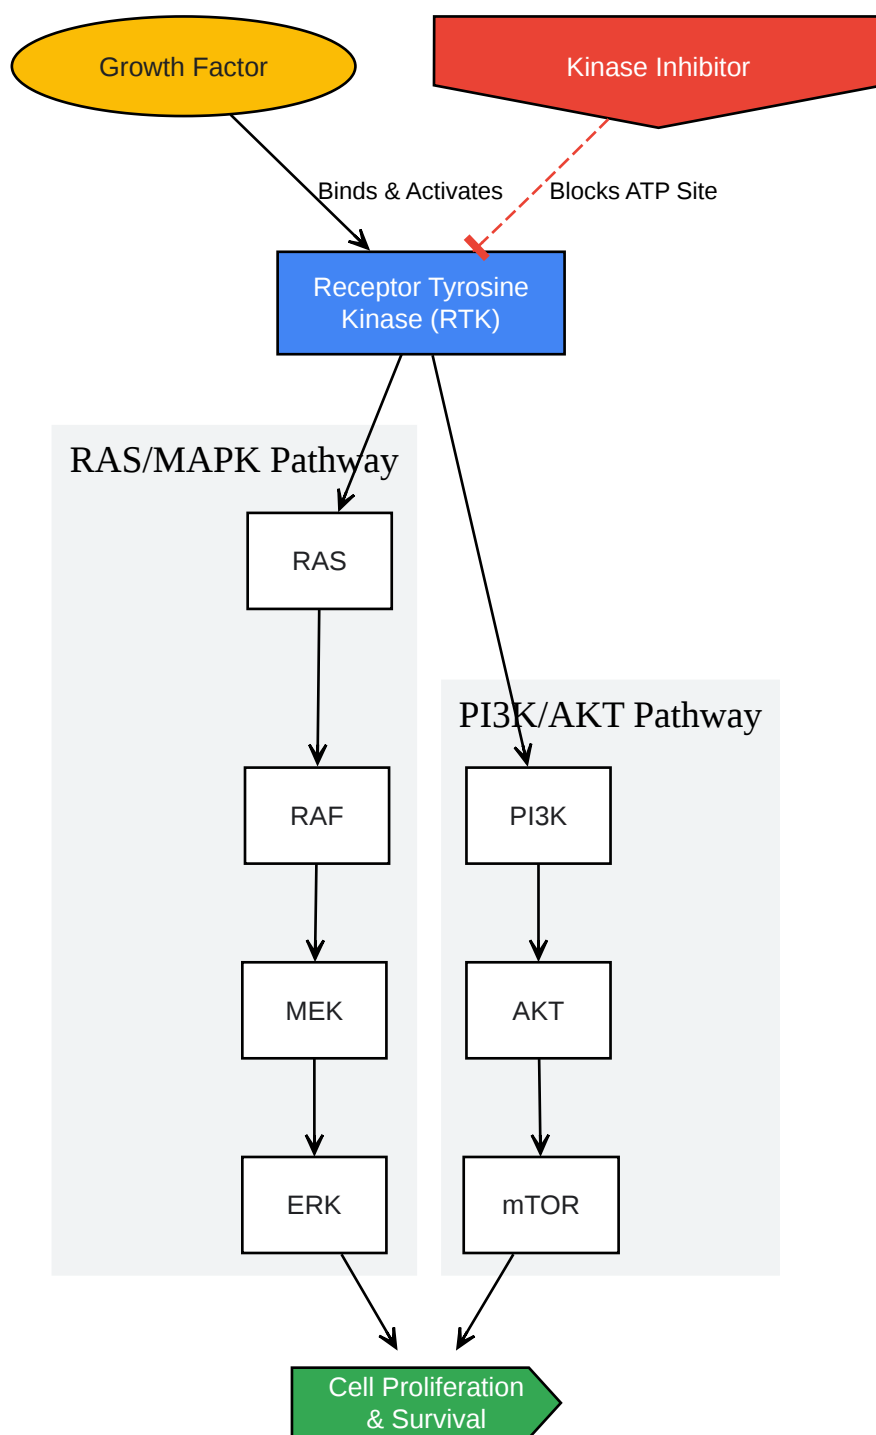 Growth Factor
Kinase Inhibitor
Binds & Activates
Blocks ATP Site
Receptor Tyrosine
Kinase (RTK)
RAS/MAPK Pathway
RAS
PI3K/AKT Pathway
RAF
PI3K
MEK
AKT
ERK
mTOR
Cell Proliferation
& Survival